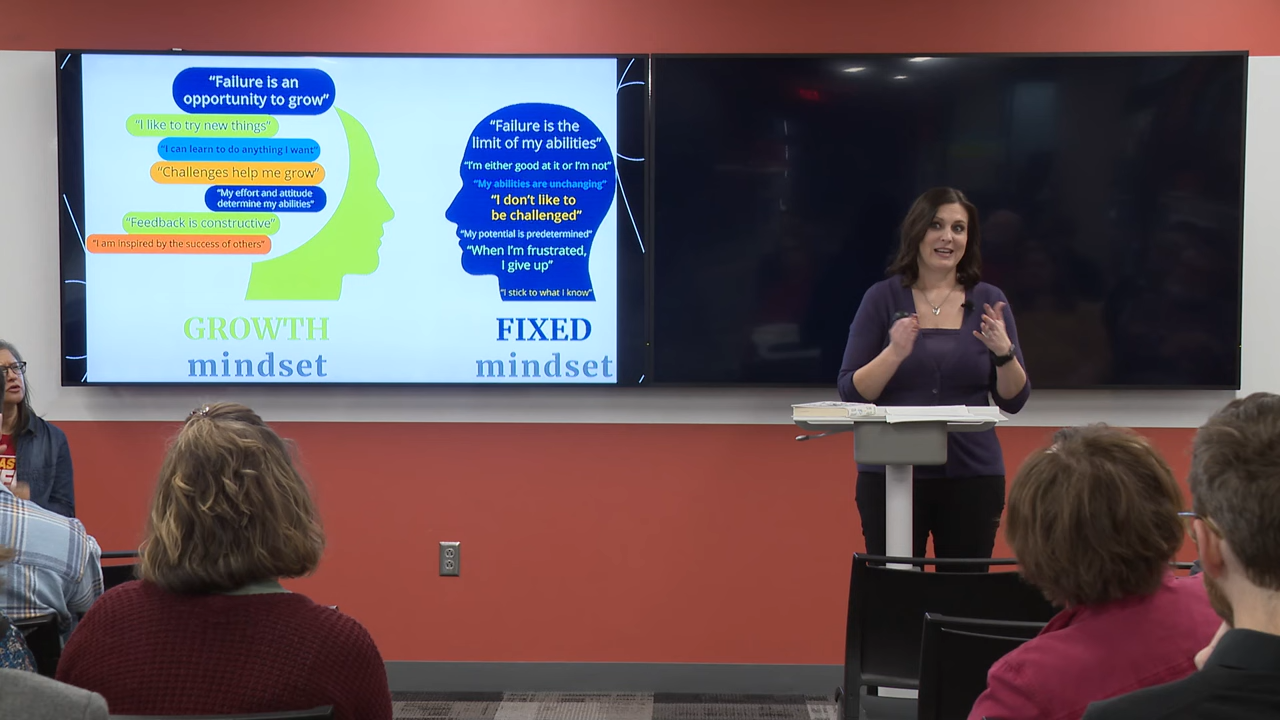 “Failure is an
opportunity to grow”
“I like to try new things”
“I can learn to do anything I want”
“Challenges help me grow”
“My effort and attitude
determine my abilities”
“Feedback is constructive”
“I am inspired by the success of others”
GROWTH
mindset
“Failure is the
limit of my abilities”
“I’m either good at it or I’m not”
“My abilities are unchanging”
“I don’t like to
be challenged”
“My potential is predetermined”
“When I’m frustrated,
I give up”
“I stick to what I know”
FIXED
mindset